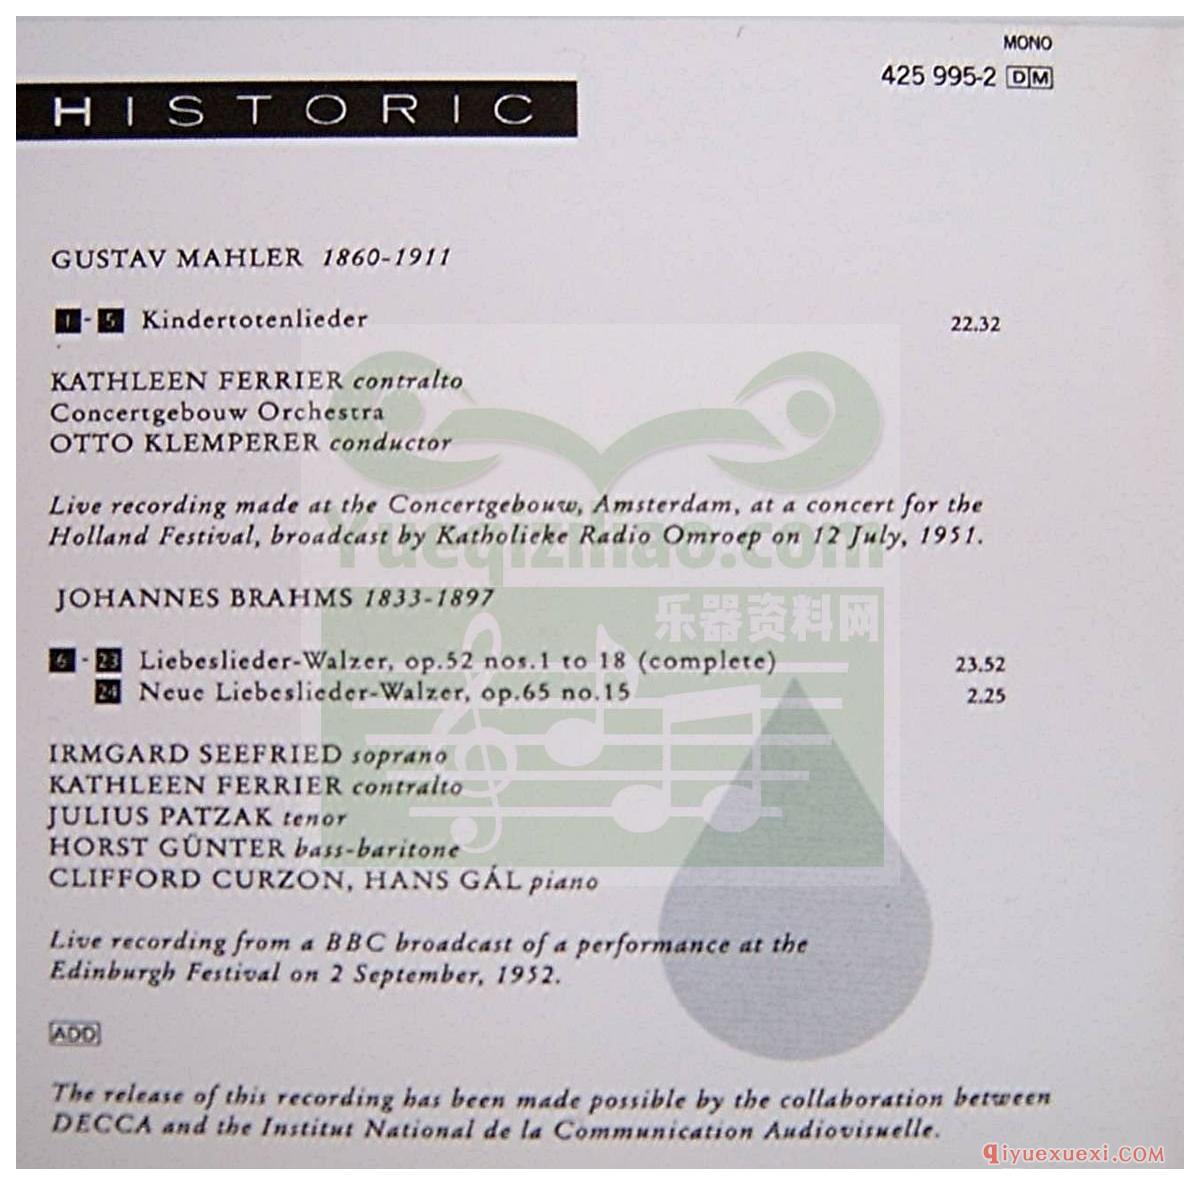 MONO
425 995-2 DM
HISTORIC
GUSTAV MAHLER 1860-1911
1 - 5 Kindertotenlieder 22.32
KATHLEEN FERRIER contralto
Concertgebouw Orchestra
OTTO KLEMPERER conductor
Live recording made at the Concertgebouw, Amsterdam, at a concert for the
Holland Festival, broadcast by Katholieke Radio Omroep on 12 July, 1951.
Yueqiziliao.com
JOHANNES BRAHMS 1833-1897
乐器资料网
6 - 23 Liebeslieder-Walzer, op.52 nos.1 to 18 (complete) 23.52
24 Neue Liebeslieder-Walzer, op.65 no.15 2.25
IRMGARD SEEFRIED soprano
KATHLEEN FERRIER contralto
JULIUS PATZAK tenor
HORST GÜNTER bass-baritone
CLIFFORD CURZON, HANS GÁL piano
Live recording from a BBC broadcast of a performance at the
Edinburgh Festival on 2 September, 1952.
ADD
The release of this recording has been made possible by the collaboration between
DECCA and the Institut National de la Communication Audiovisuelle.
qiyuexuexi.COM